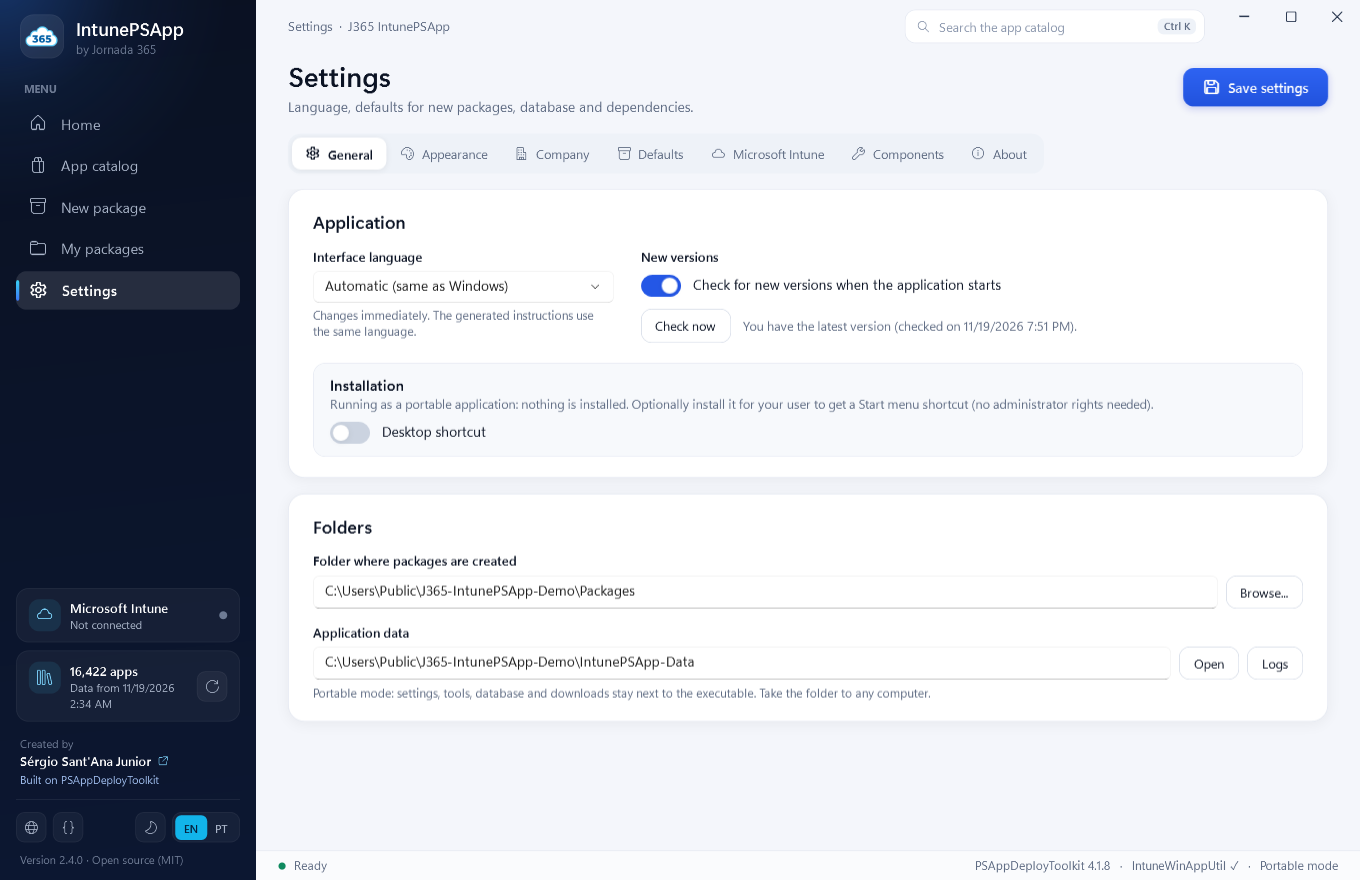 365
IntunePSApp
by Jornada 365
MENU
Home
App catalog
New package
My packages
Settings
Microsoft Intune
Not connected
16,422 apps
Data from 11/19/2026
2:34 AM
Created by
Sérgio Sant'Ana Junior
Built on PSAppDeployToolkit
{}
EN
PT
Version 2.4.0 · Open source (MIT)
Settings · J365 IntunePSApp
Search the app catalog
Ctrl K
Settings
Language, defaults for new packages, database and dependencies.
Save settings
General
Appearance
Company
Defaults
Microsoft Intune
Components
About
Application
Interface language
Automatic (same as Windows)
Changes immediately. The generated instructions use
the same language.
New versions
Check for new versions when the application starts
Check now
You have the latest version (checked on 11/19/2026 7:51 PM).
Installation
Running as a portable application: nothing is installed. Optionally install it for your user to get a Start menu shortcut (no administrator rights needed).
Desktop shortcut
Folders
Folder where packages are created
C:\Users\Public\J365-IntunePSApp-Demo\Packages
Browse...
Application data
C:\Users\Public\J365-IntunePSApp-Demo\IntunePSApp-Data
Open
Logs
Portable mode: settings, tools, database and downloads stay next to the executable. Take the folder to any computer.
Ready
PSAppDeployToolkit 4.1.8 · IntuneWinAppUtil ✓ · Portable mode